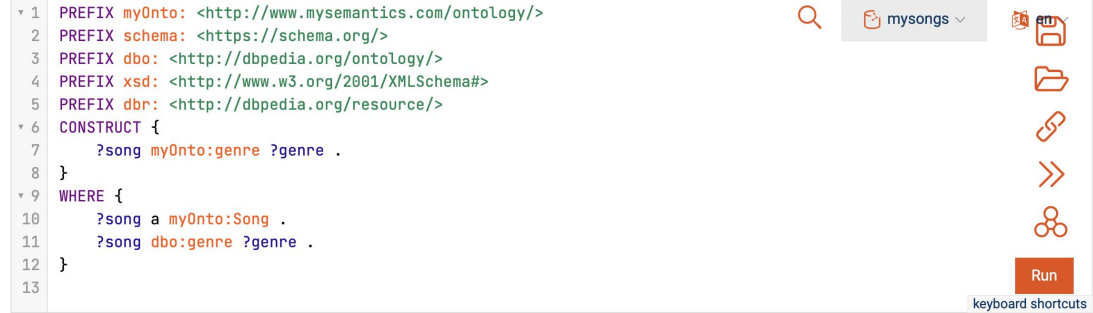 1 PREFIX myOnto: <http://www.mysemantics.com/ontology/>
2 PREFIX schema: <https://schema.org/>
3 PREFIX dbo: <http://dbpedia.org/ontology/>
4 PREFIX xsd: <http://www.w3.org/2001/XMLSchema#>
5 PREFIX dbr: <http://dbpedia.org/resource/>
6 CONSTRUCT {
7     ?song myOnto:genre ?genre .
8 }
9 WHERE {
10     ?song a myOnto:Song .
11     ?song dbo:genre ?genre .
12 }
13
mysongs
en
Run
keyboard shortcuts